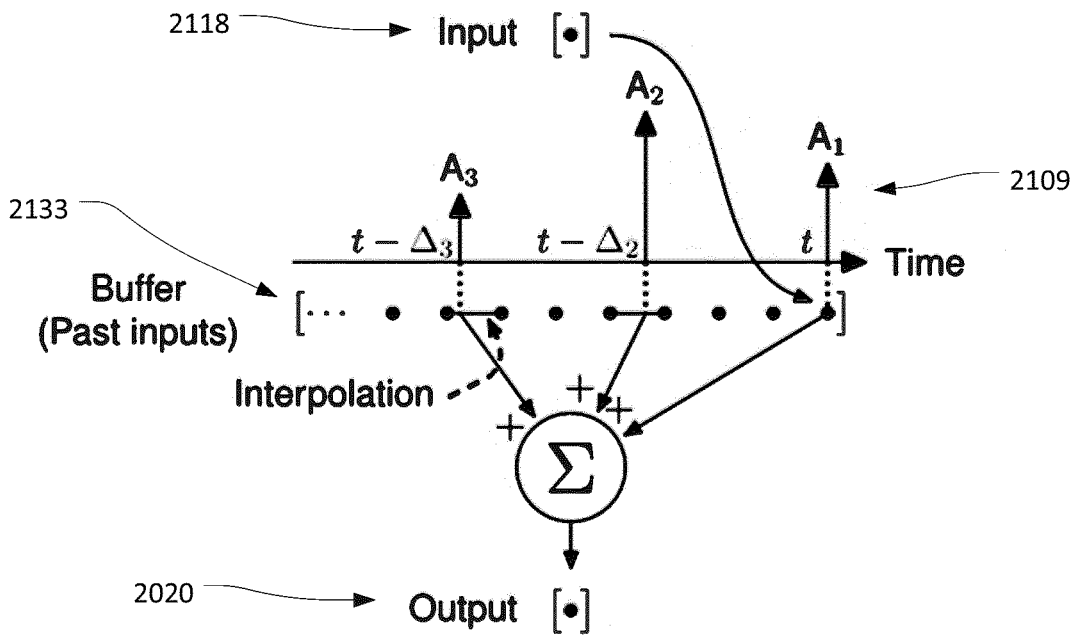 2118
Input [•]
A₂
A₁
A₃
2109
2133
t − Δ₃
t − Δ₂
t
Time
Buffer
(Past inputs)
[··· • • • • • • • • •]
Interpolation
+
+
+
Σ
2020
Output [•]